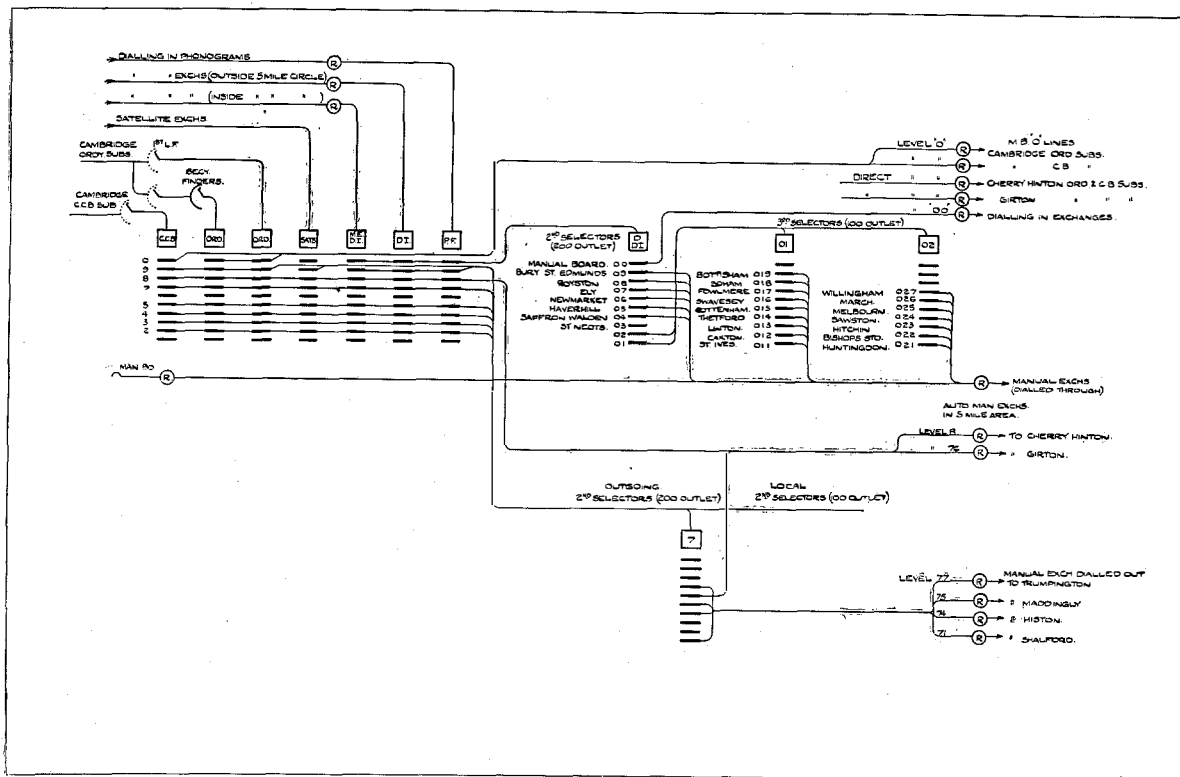 DIALLING IN PHONOGRAMS
" " EXCHS (OUTSIDE 5 MILE CIRCLE)
" " " (INSIDE " " " )
SATELLITE EXCHS
CAMBRIDGE
ORDY SUBS.
1ST L.F.
SECY.
FINDERS.
CAMBRIDGE
C.C.B SUB
R
R
R
C.C.B
ORD.
ORD.
SATS
M.E.
D.I.
D.I.
P.F.
0
9
8
7
5
4
3
2
MAN BD
R
2ND SELECTORS
(200 OUTLET)
O
DI
MANUAL BOARD. 00
BURY ST. EDMUNDS 09
ROYSTON 08
ELY 07
NEWMARKET 06
HAVERHILL 05
SAFFRON WALDEN 04
ST NEOTS. 03
02
01
3RD SELECTORS (100 OUTLET)
01
BOTTISHAM 019
SOHAM 018
FOWLMERE 017
SWAVESEY 016
COTTENHAM. 015
THETFORD 014
LINTON. 013
CAXTON. 012
ST. IVES. 011
02
WILLINGHAM 027
MARCH. 026
MELBOURN. 025
SAWSTON. 024
HITCHIN 023
BISHOPS STO. 022
HUNTINGDON. 021
LEVEL "0" R M.B. "O" LINES
CAMBRIDGE ORD SUBS.
" " R " C.B "
DIRECT " " R CHERRY HINTON ORD. & C.B SUBS.
" " " R " GIRTON " " "
" "00" R DIALLING IN EXCHANGES.
R MANUAL EXCHS
(DIALLED THROUGH)
AUTO MAN EXCHS.
IN 5 MILE AREA.
LEVEL 8 R TO CHERRY HINTON.
" 76 R " GIRTON.
OUTGOING
2ND SELECTORS (200 OUTLET)
LOCAL
2ND SELECTORS (100 OUTLET)
7
LEVEL 77 R MANUAL EXCH DIALLED OUT
TO TRUMPINGTON
75 R " MADDINGLY
74 R " HISTON.
71 R " SHALFORD.